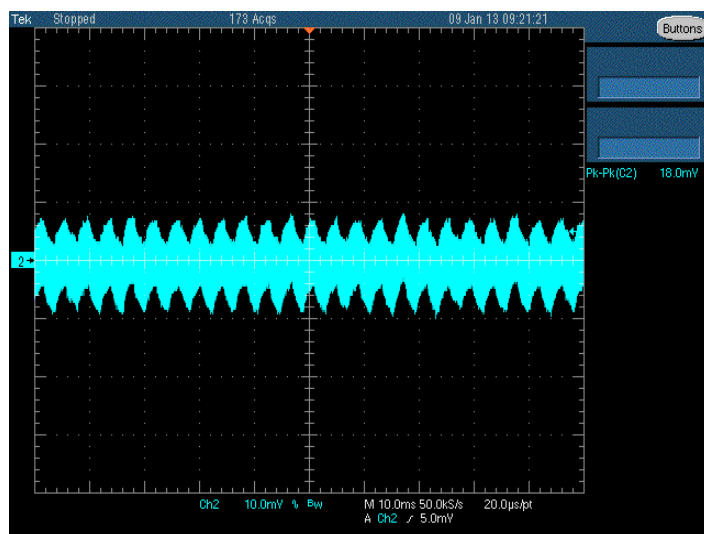 Tek Stopped 173 Acqs 09 Jan 13 09:21:21
Buttons
Pk-Pk(C2) 18.0mV
2
Ch2 10.0mV ∿ Bw M 10.0ms 50.0kS/s 20.0µs/pt
A Ch2 ⁄ 5.0mV